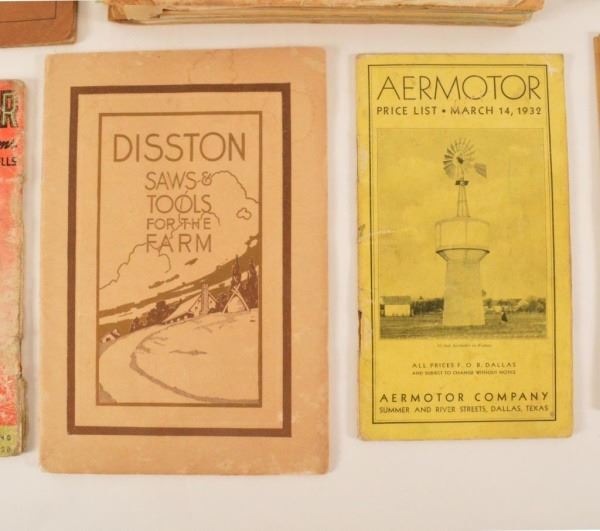 R
ELLS
DISSTON
SAWS &
TOOLS
FOR THE
FARM
AERMOTOR
PRICE LIST • MARCH 14, 1932
ALL PRICES F. O. B. DALLAS
AND SUBJECT TO CHANGE WITHOUT NOTICE
AERMOTOR COMPANY
SUMMER AND RIVER STREETS, DALLAS, TEXAS